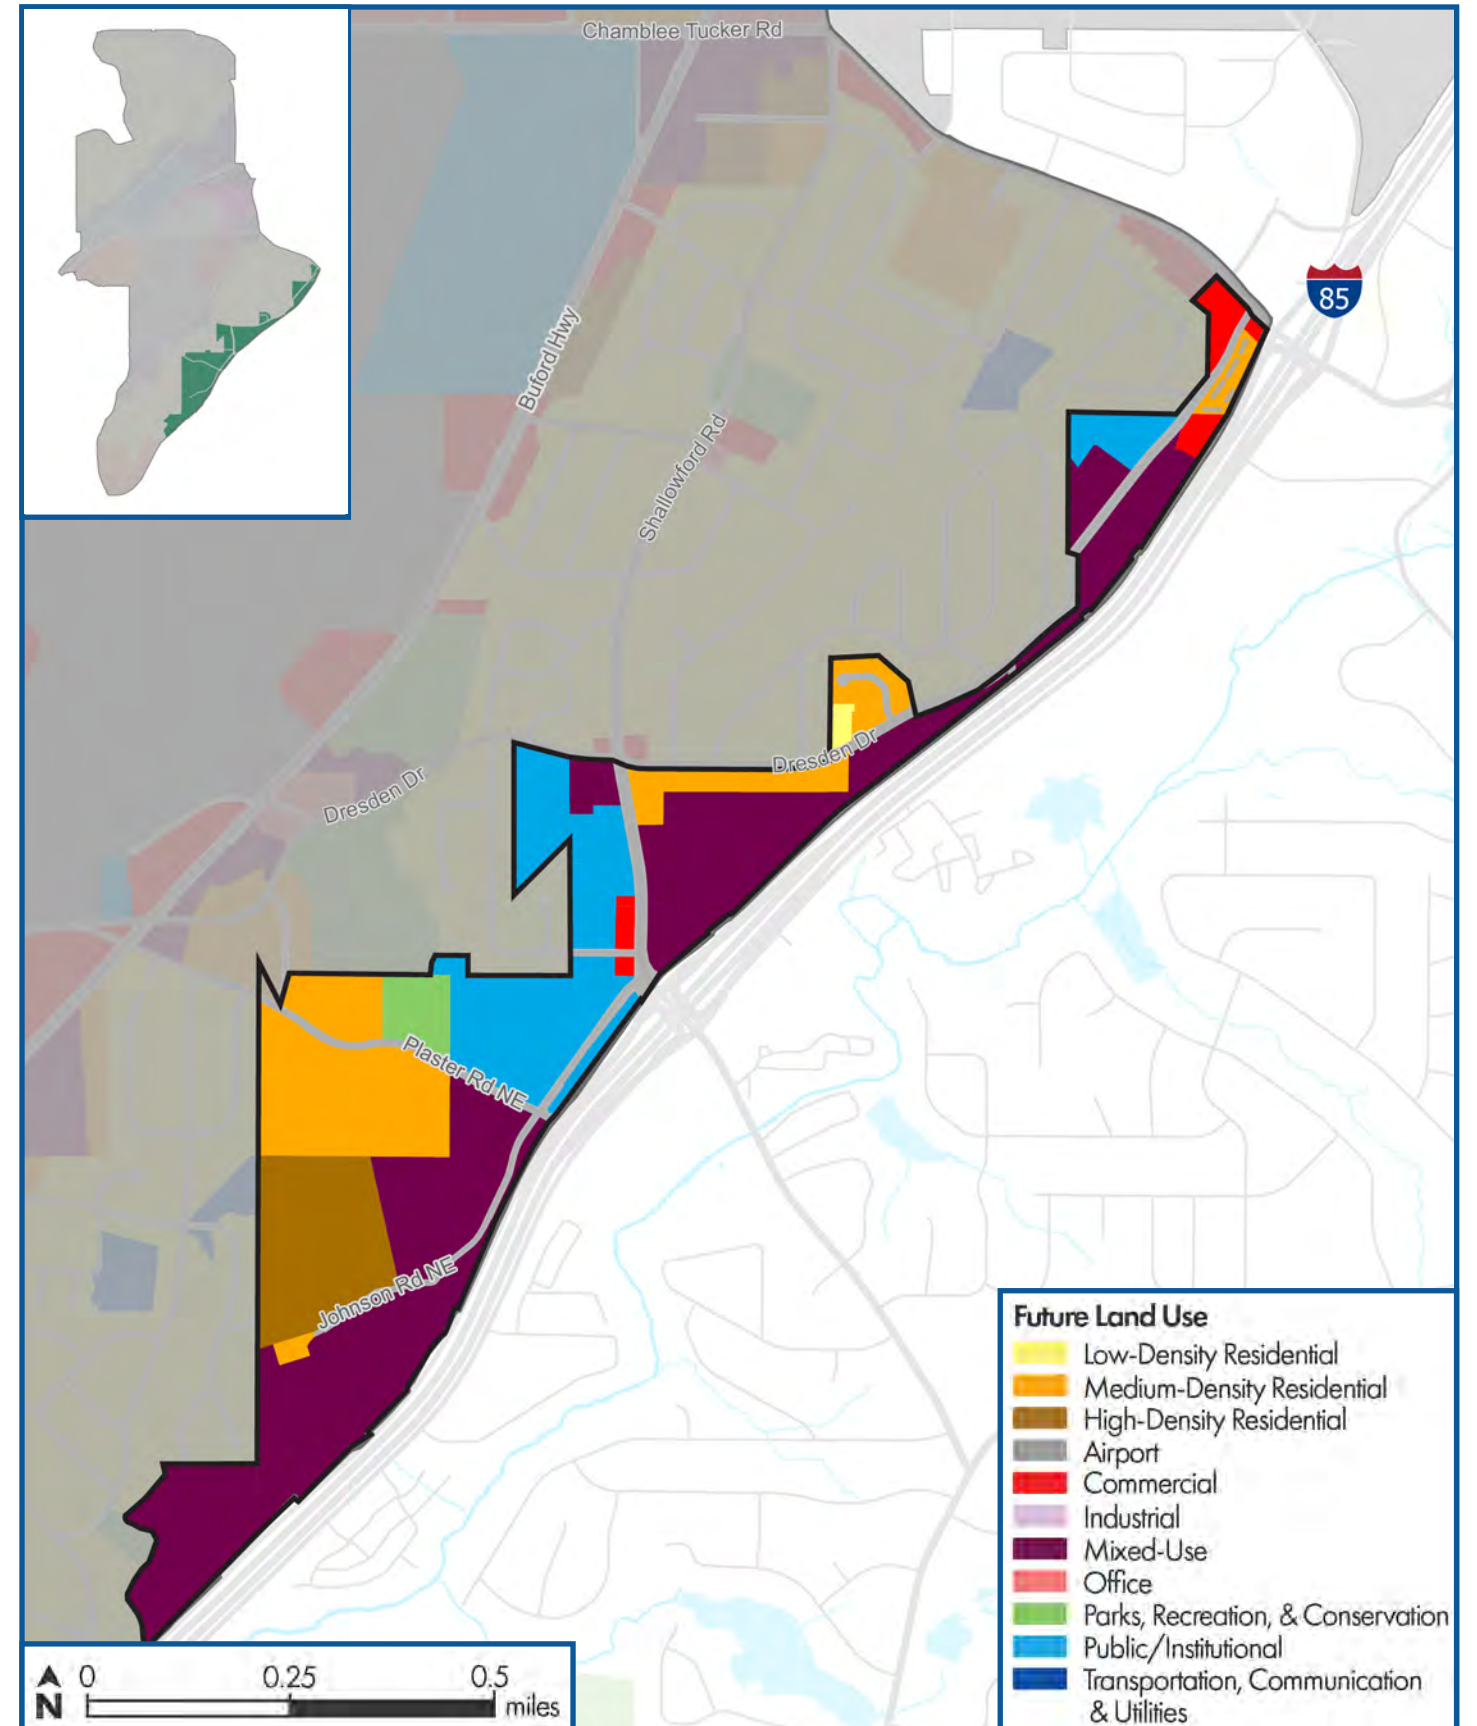 Chamblee Tucker Rd
85
Buford Hwy
Shallowford Rd
Dresden Dr
Dresden Dr
Plaster Rd NE
Johnson Rd NE
Future Land Use
Low-Density Residential
Medium-Density Residential
High-Density Residential
Airport
Commercial
Industrial
Mixed-Use
Office
Parks, Recreation, & Conservation
Public/Institutional
Transportation, Communication
& Utilities
0 0.25 0.5
N miles